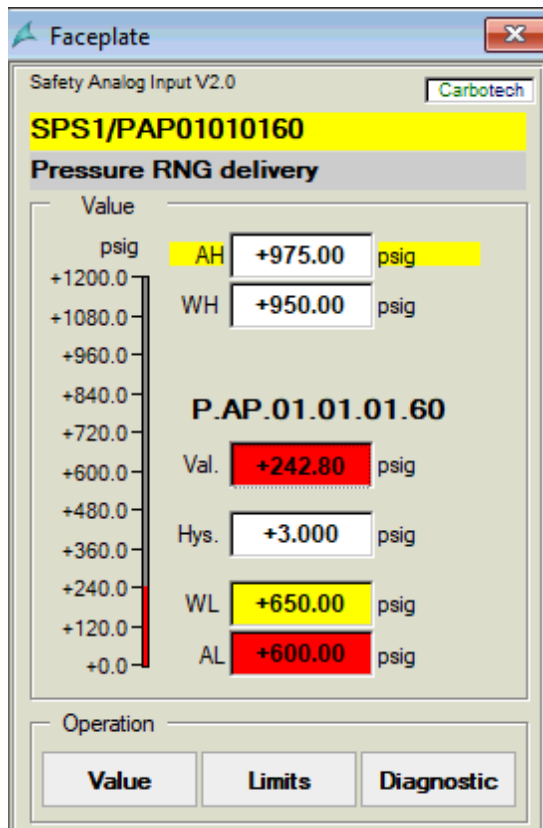 Faceplate
Safety Analog Input V2.0
Carbotech
SPS1/PAP01010160
Pressure RNG delivery
Value
psig
AH +975.00 psig
+1200.0
WH +950.00 psig
+1080.0
+960.0
+840.0
P.AP.01.01.01.60
+720.0
Val. +242.80 psig
+600.0
+480.0
Hys. +3.000 psig
+360.0
+240.0
WL +650.00 psig
+120.0
AL +600.00 psig
+0.0
Operation
Value Limits Diagnostic